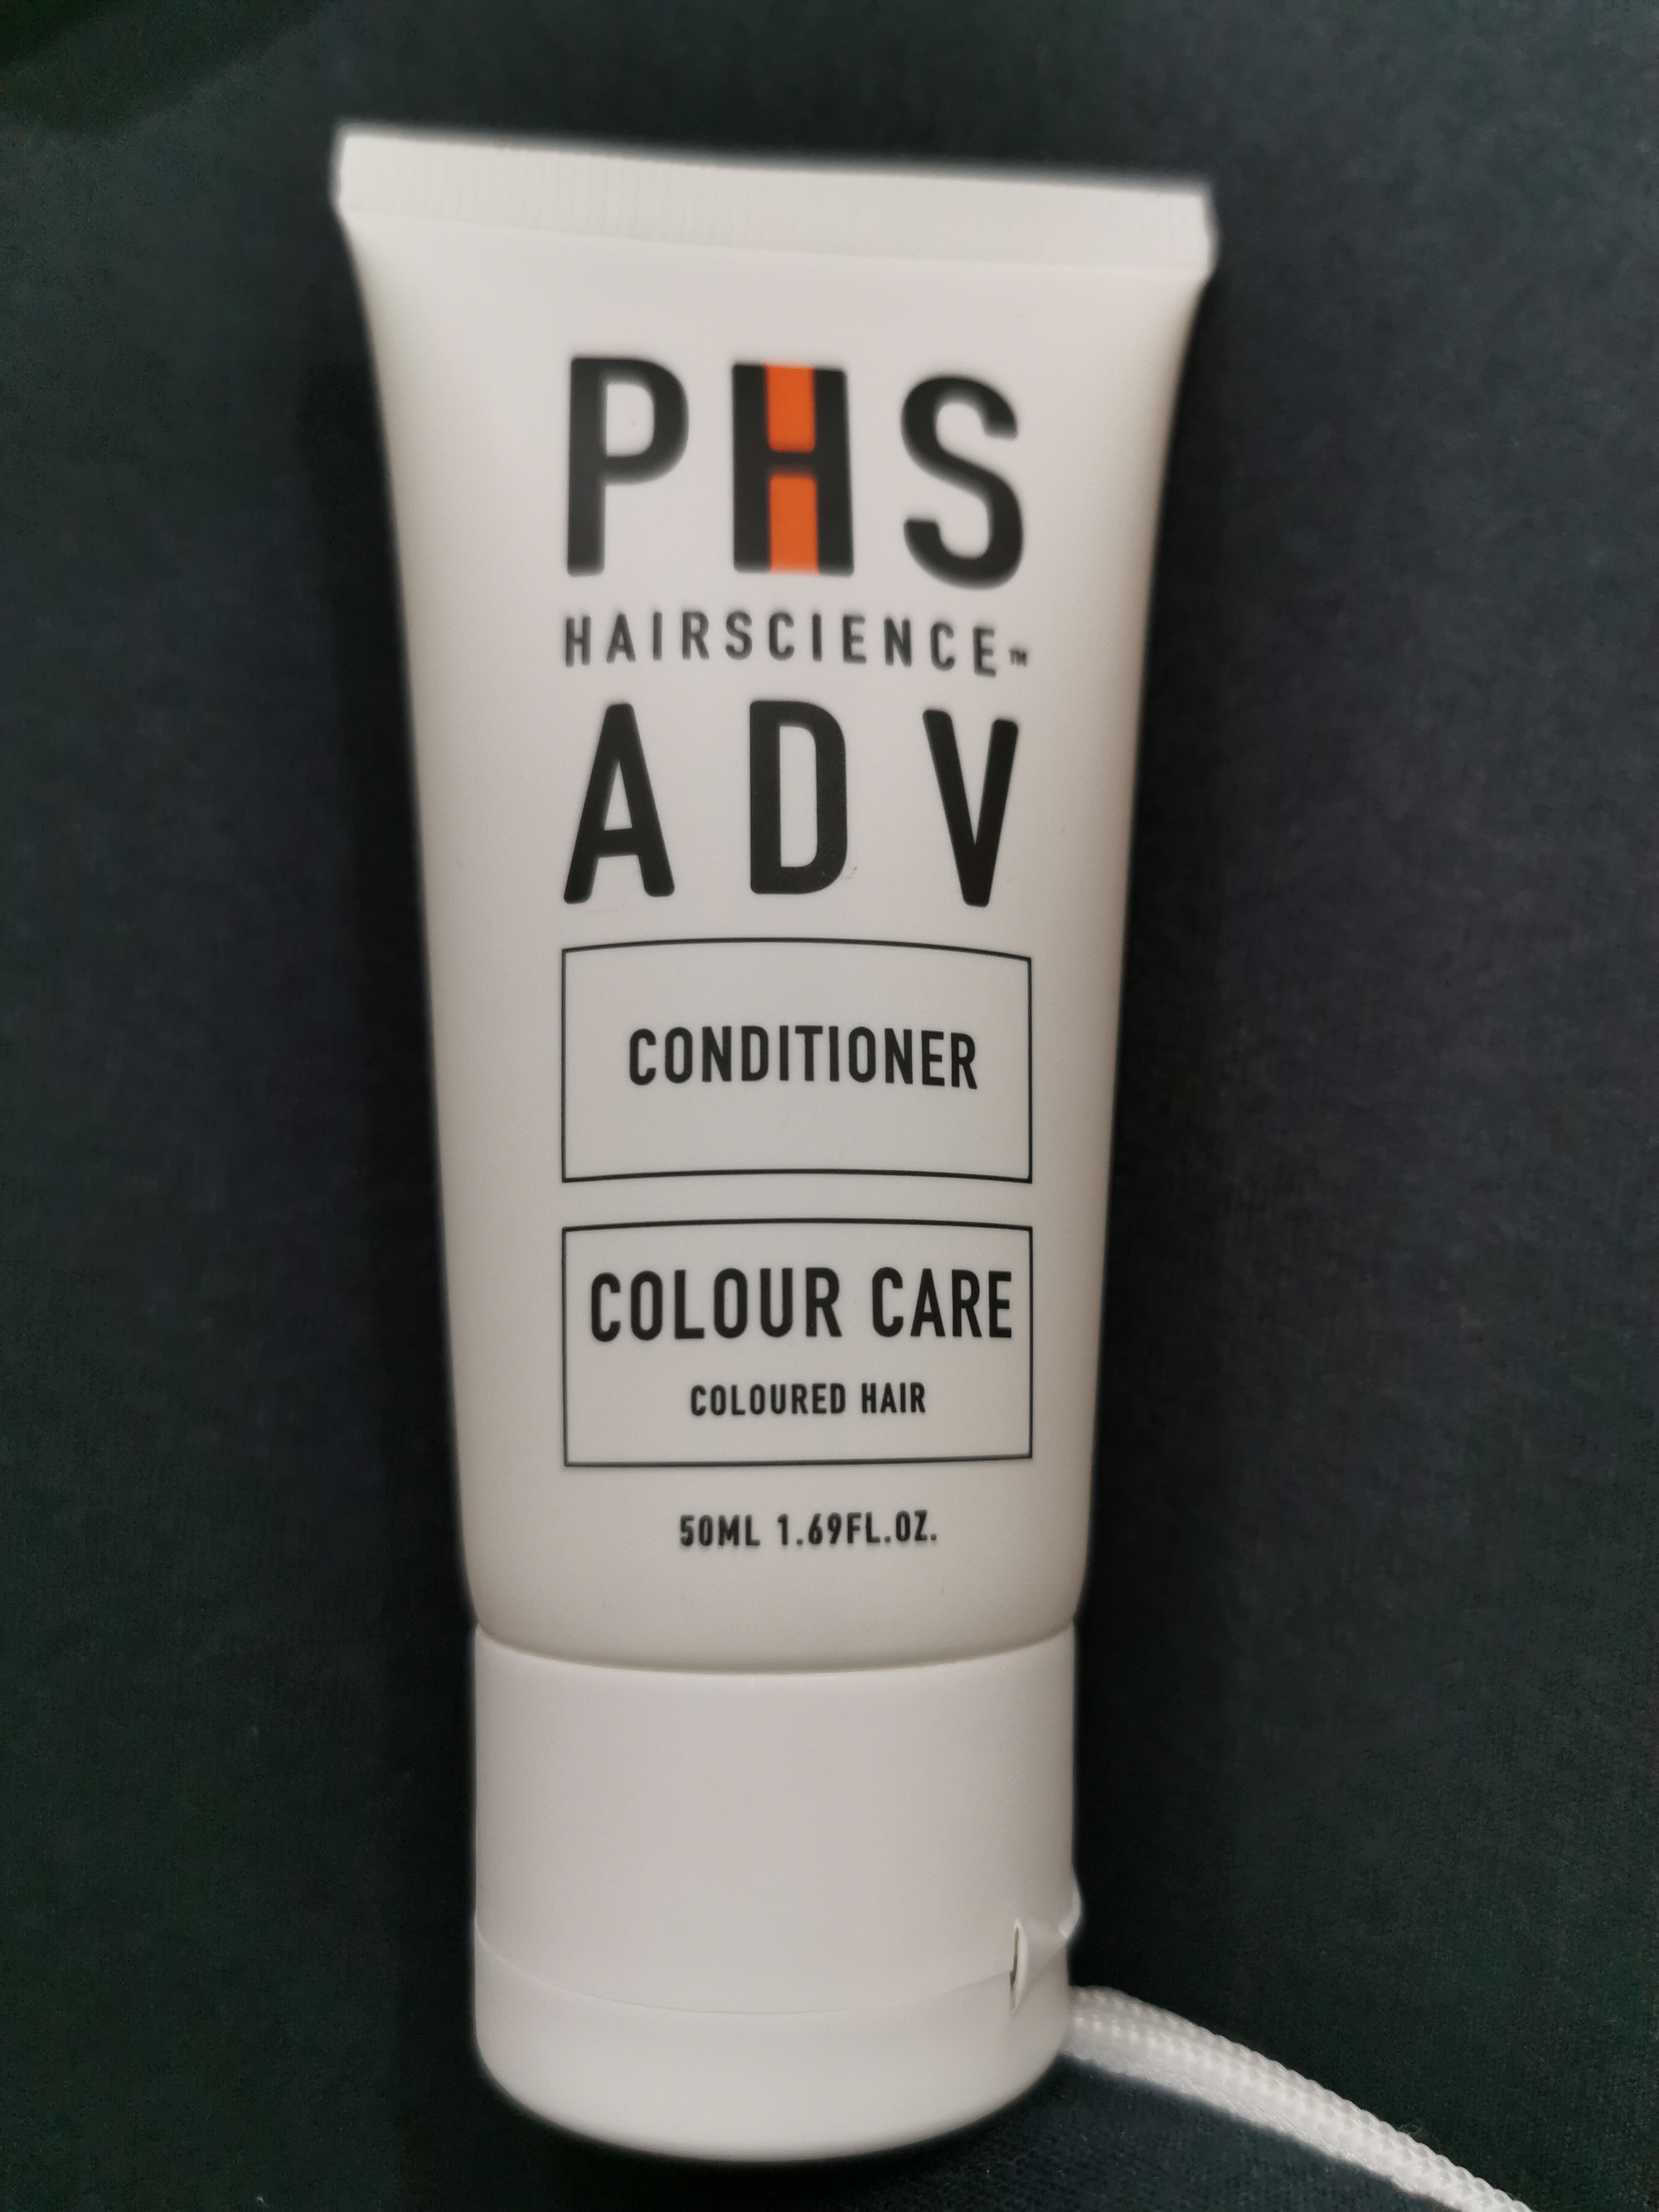 PHS
HAIRSCIENCE™
ADV
CONDITIONER
COLOUR CARE
COLOURED HAIR
50ML 1.69FL.OZ.